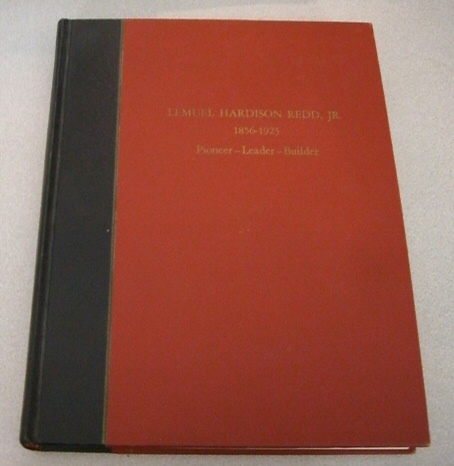 LEMUEL HARDISON REDD, JR.
1856-1923
Pioneer—Leader—Builder